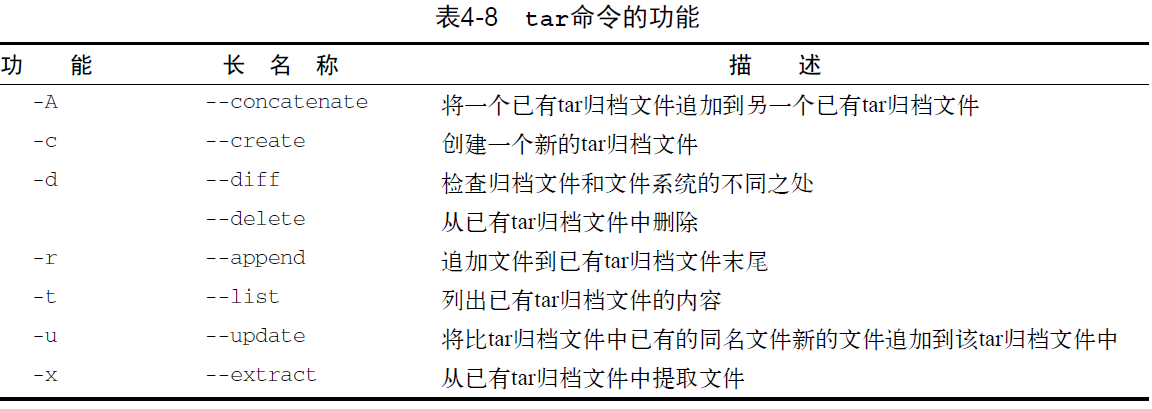 表4-8 tar命令的功能
功 能 长 名 称 描 述
-A --concatenate 将一个已有tar归档文件追加到另一个已有tar归档文件
-c --create 创建一个新的tar归档文件
-d --diff 检查归档文件和文件系统的不同之处
--delete 从已有tar归档文件中删除
-r --append 追加文件到已有tar归档文件末尾
-t --list 列出已有tar归档文件的内容
-u --update 将比tar归档文件中已有的同名文件新的文件追加到该tar归档文件中
-x --extract 从已有tar归档文件中提取文件